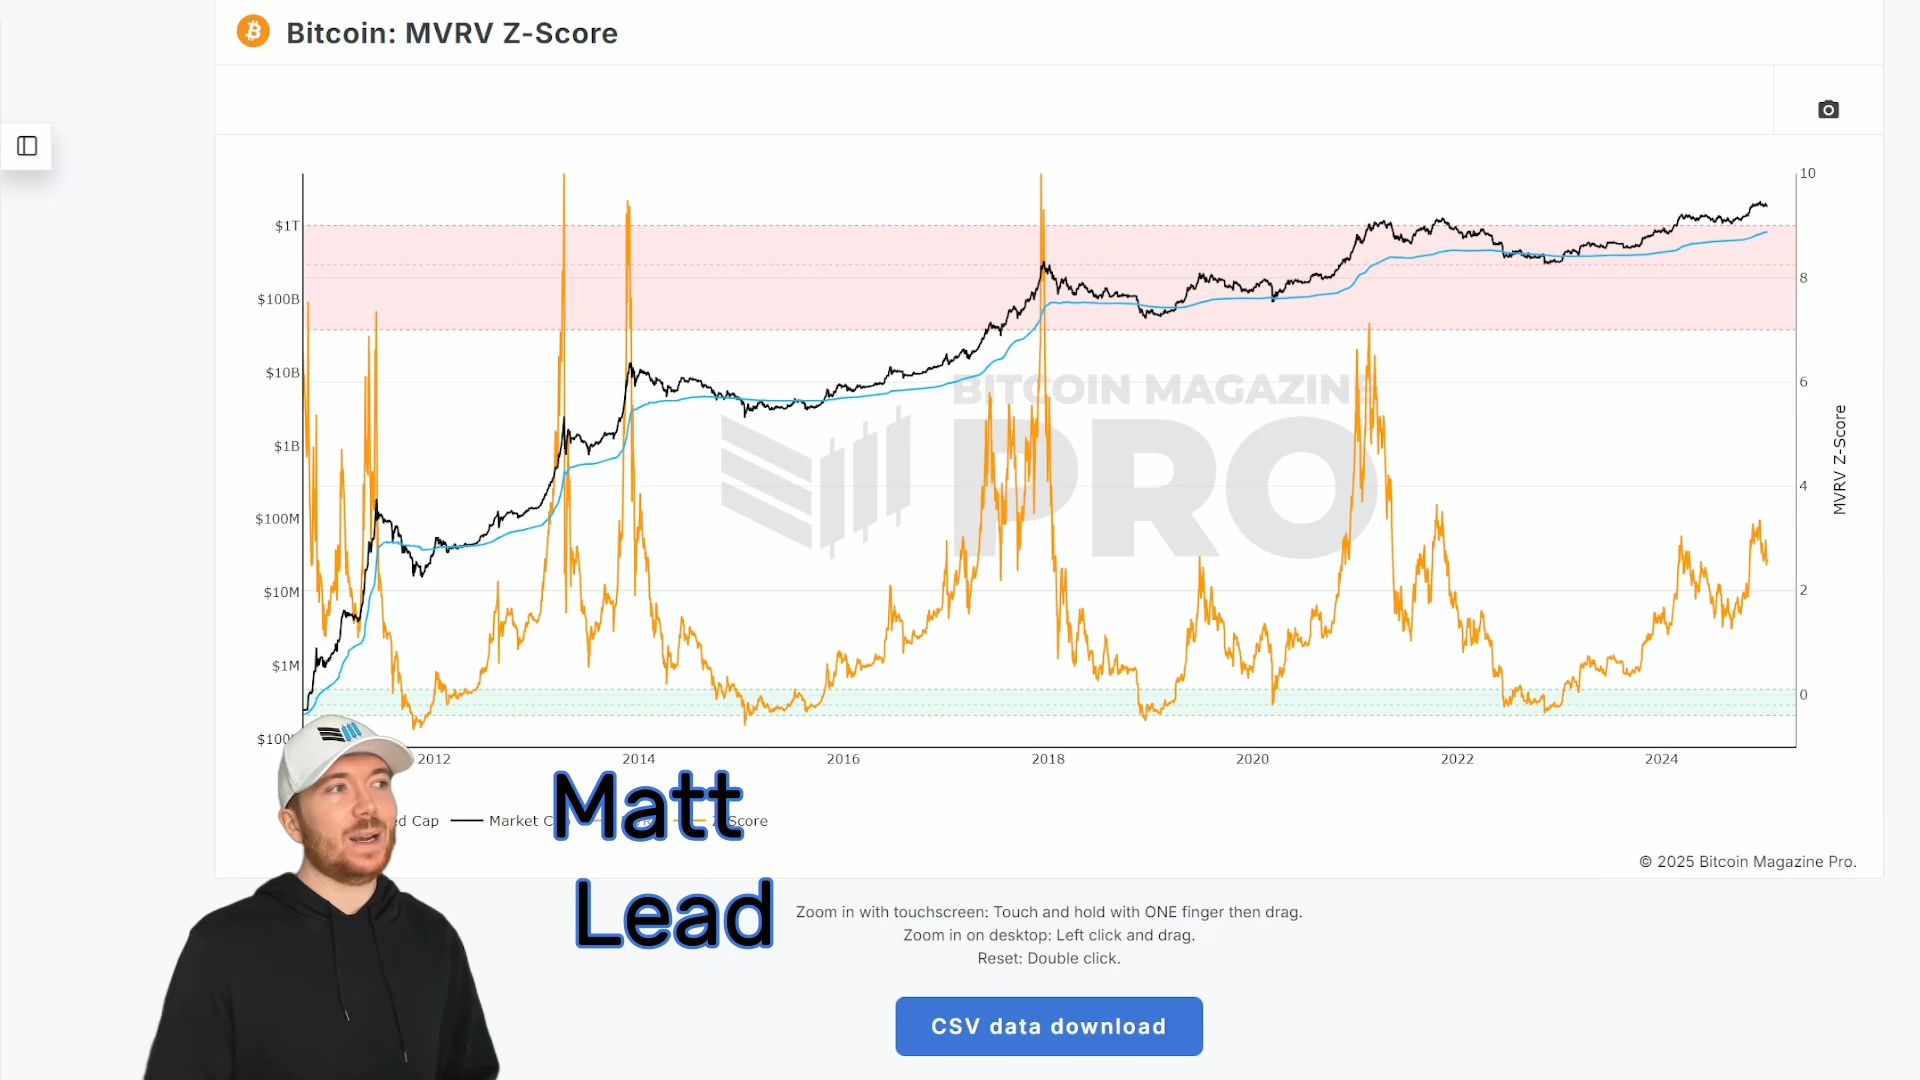 Bitcoin: MVRV Z-Score
10
$1T
8
$100B
$10B
6
BITCOIN MAGAZINE
PRO
$1B
4
MVRV Z-Score
$100M
$10M
2
$1M
0
2012
2014
2016
2018
2020
2022
2024
Matt
Cap
Market
Score
© 2025 Bitcoin Magazine Pro.
Lead
Zoom in with touchscreen: Touch and hold with ONE finger then drag.
Zoom in on desktop: Left click and drag.
Reset: Double click.
CSV data download